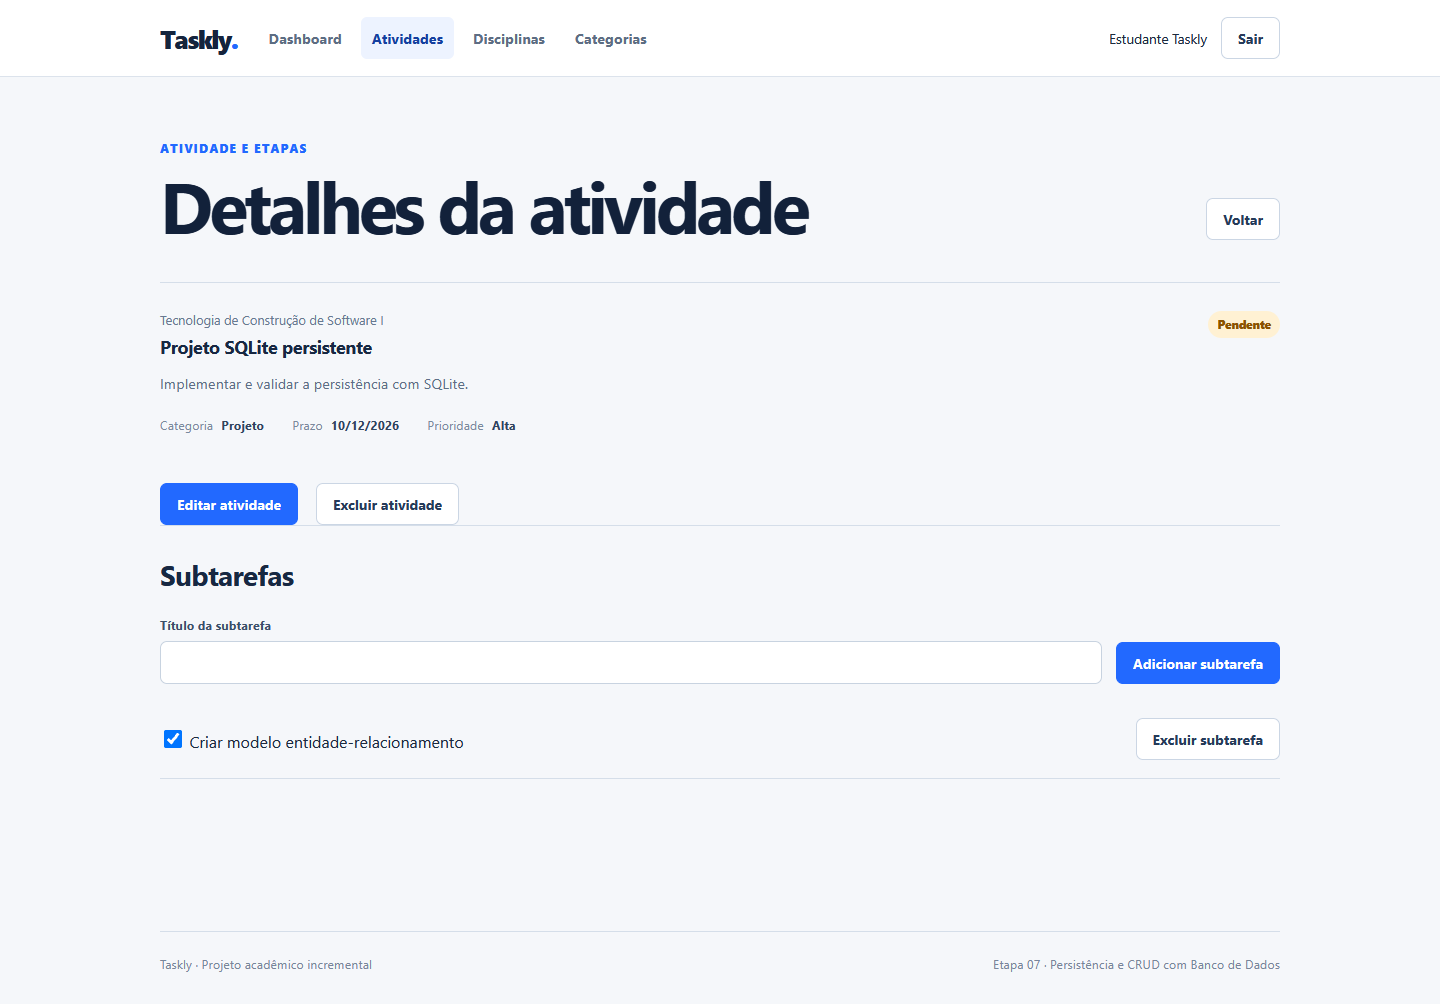 Taskly. Dashboard Atividades Disciplinas Categorias Estudante Taskly Sair
ATIVIDADE E ETAPAS
Detalhes da atividade
Voltar
Tecnologia de Construção de Software I
Pendente
Projeto SQLite persistente
Implementar e validar a persistência com SQLite.
Categoria Projeto Prazo 10/12/2026 Prioridade Alta
Editar atividade Excluir atividade
Subtarefas
Título da subtarefa
Adicionar subtarefa
Criar modelo entidade-relacionamento Excluir subtarefa
Taskly · Projeto acadêmico incremental Etapa 07 · Persistência e CRUD com Banco de Dados